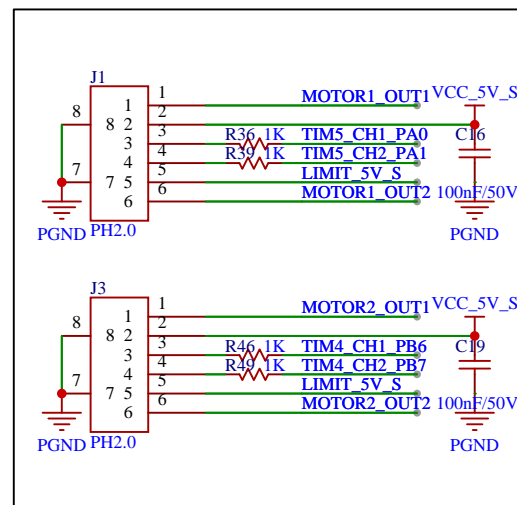 J1
VCC_5V_S
MOTOR1_OUT1
8 1 1
8 2 2
R36 1K TIM5_CH1_PA0 C16
3 3
R39 1K TIM5_CH2_PA1
4 4
7 7 5 5 LIMIT_5V_S
6 6 MOTOR1_OUT2 100nF/50V
PGND PH2.0 PGND
J3
VCC_5V_S
MOTOR2_OUT1
8 1 1
8 2 2
R46 1K TIM4_CH1_PB6 C19
3 3
R49 1K TIM4_CH2_PB7
4 4
7 7 5 5 LIMIT_5V_S
6 6 MOTOR2_OUT2 100nF/50V
PGND PH2.0 PGND